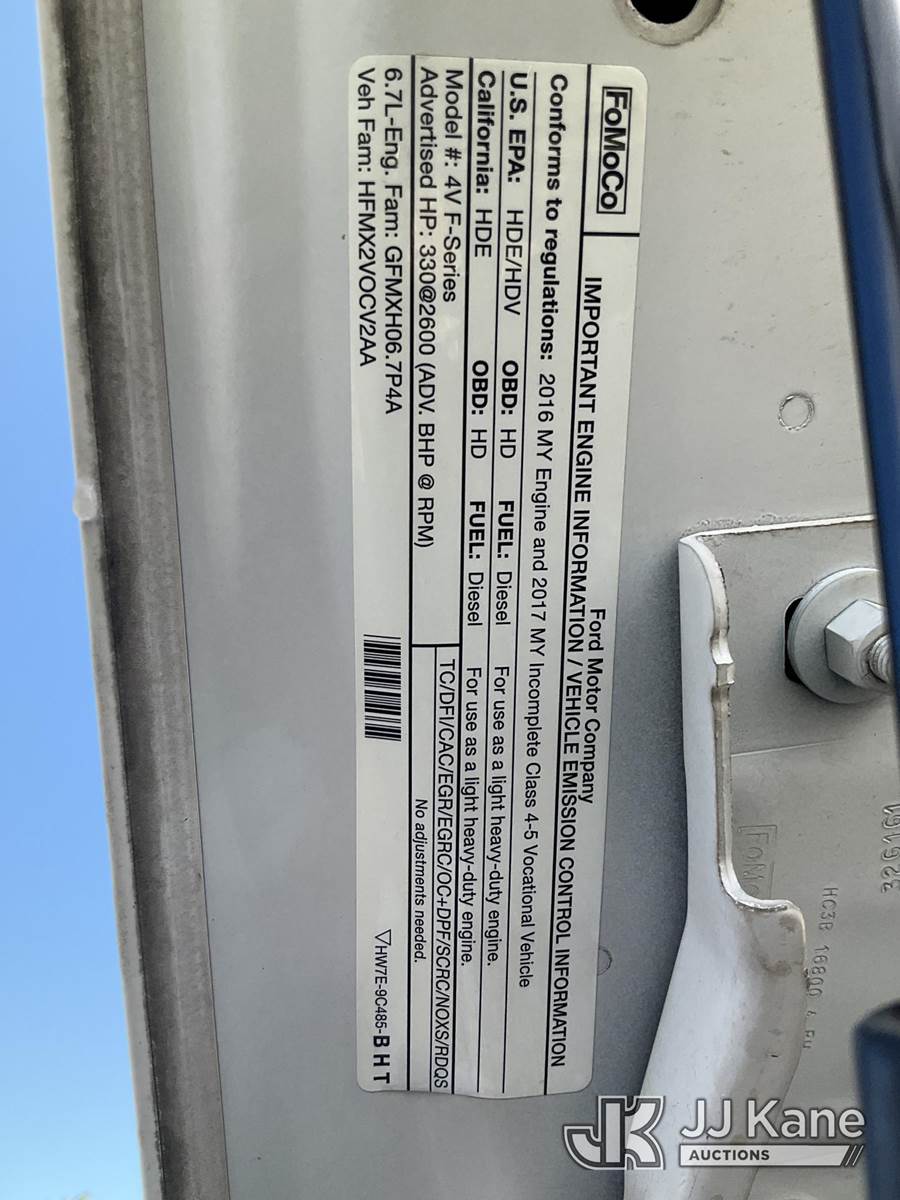 FoMoCo
Ford Motor Company
IMPORTANT ENGINE INFORMATION / VEHICLE EMISSION CONTROL INFORMATION
Conforms to regulations: 2016 MY Engine and 2017 MY Incomplete Class 4-5 Vocational Vehicle
U.S. EPA: HDE/HDV OBD: HD FUEL: Diesel For use as a light heavy-duty engine.
California: HDE OBD: HD FUEL: Diesel For use as a light heavy-duty engine.
Model #: 4V F-Series
Advertised HP: 330@2600 (ADV. BHP @ RPM)
TC/DFI/CAC/EGR/EGRC/OC+DPF/SCRC/NOXS/RDQS
No adjustments needed.
6.7L-Eng. Fam: GFMXH06.7P4A
Veh Fam: HFMX2VOCV2AA
HW7E-9C485-B H T
HC3B 16800
JK JJ Kane
AUCTIONS